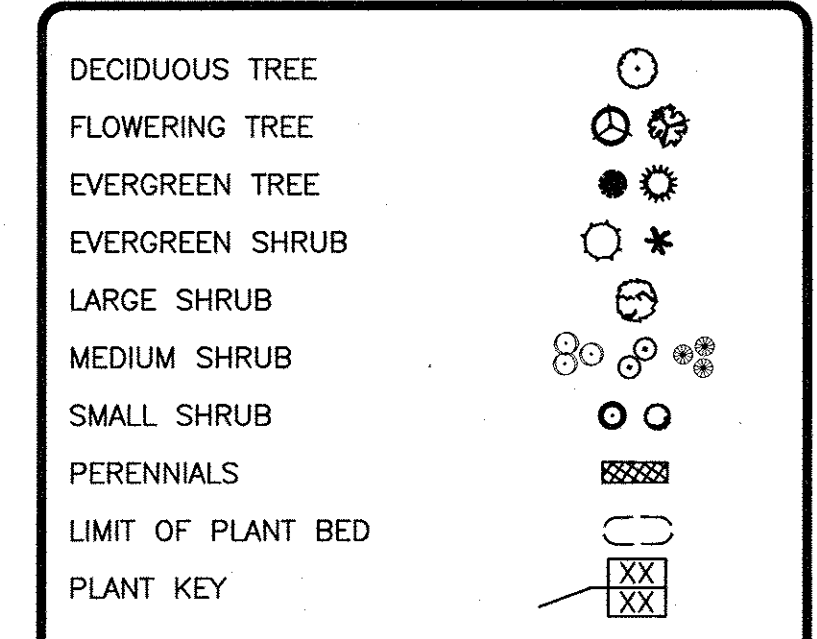 DECIDUOUS TREE
FLOWERING TREE
EVERGREEN TREE
EVERGREEN SHRUB
LARGE SHRUB
MEDIUM SHRUB
SMALL SHRUB
PERENNIALS
LIMIT OF PLANT BED
PLANT KEY
XX
XX